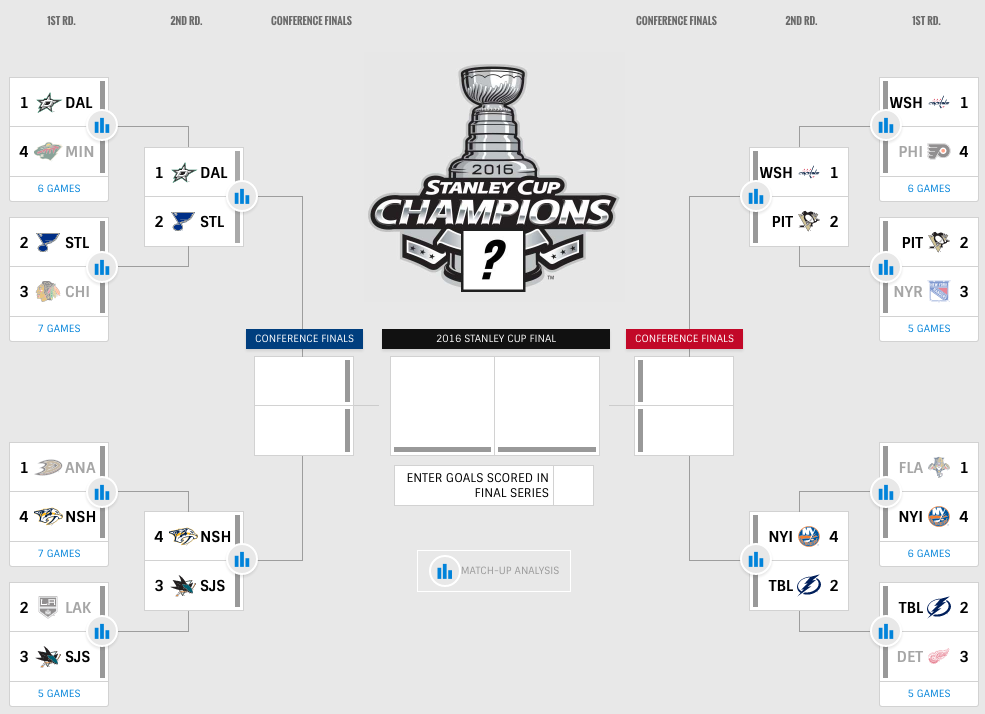 1ST RD.
2ND RD.
CONFERENCE FINALS
CONFERENCE FINALS
2ND RD.
1ST RD.
1 DAL
4 MIN
6 GAMES
2 STL
3 CHI
7 GAMES
1 DAL
2 STL
2016
STANLEY CUP
CHAMPIONS
?
TM
WSH 1
PIT 2
WSH 1
PHI 4
6 GAMES
PIT 2
NYR 3
5 GAMES
CONFERENCE FINALS
2016 STANLEY CUP FINAL
CONFERENCE FINALS
ENTER GOALS SCORED IN
FINAL SERIES
MATCH-UP ANALYSIS
1 ANA
4 NSH
7 GAMES
2 LAK
3 SJS
5 GAMES
4 NSH
3 SJS
NYI 4
TBL 2
FLA 1
NYI 4
6 GAMES
TBL 2
DET 3
5 GAMES